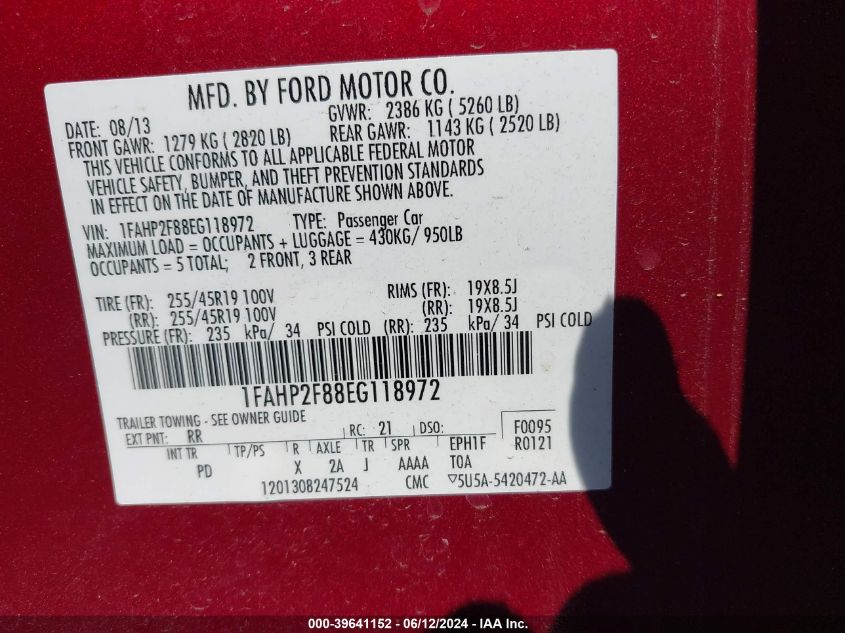 MFD. BY FORD MOTOR CO.
DATE: 08/13 GVWR: 2386 KG ( 5260 LB)
FRONT GAWR: 1279 KG ( 2820 LB) REAR GAWR: 1143 KG ( 2520 LB)
THIS VEHICLE CONFORMS TO ALL APPLICABLE FEDERAL MOTOR
VEHICLE SAFETY, BUMPER, AND THEFT PREVENTION STANDARDS
IN EFFECT ON THE DATE OF MANUFACTURE SHOWN ABOVE.
VIN: 1FAHP2F88EG118972 TYPE: Passenger Car
MAXIMUM LOAD = OCCUPANTS + LUGGAGE = 430KG/ 950LB
OCCUPANTS = 5 TOTAL; 2 FRONT, 3 REAR
TIRE (FR): 255/45R19 100V RIMS (FR): 19X8.5J
(RR): 255/45R19 100V (RR): 19X8.5J
PRESSURE (FR): 235 kPa/ 34 PSI COLD (RR): 235 kPa/ 34 PSI COLD
1FAHP2F88EG118972
TRAILER TOWING - SEE OWNER GUIDE
EXT PNT: RR RC: 21 DSO: F0095
INT TR TP/PS R AXLE TR SPR EPH1F R0121
PD X 2A J AAAA T0A
1201308247524 CMC ▽5U5A-5420472-AA
000-39641152 - 06/12/2024 - IAA Inc.